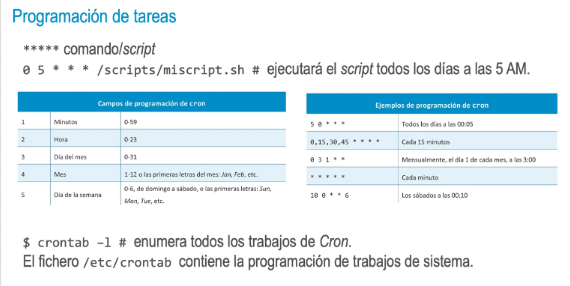 Programación de tareas
***** comando/script
0 5 * * * /scripts/miscript.sh # ejecutará el script todos los días a las 5 AM.
Campos de programación de cron
1 Minutos 0-59
2 Hora 0-23
3 Día del mes 0-31
4 Mes 1-12 o las primeras letras del mes: Jan, Feb, etc.
5 Día de la semana 0-6, de domingo a sábado, o las primeras letras: Sun,
Mon, Tue, etc.
Ejemplos de programación de cron
5 0 * * * Todos los días a las 00:05
0,15,30,45 * * * * Cada 15 minutos
0 3 1 * * Mensualmente, el día 1 de cada mes, a las 3:00
* * * * * Cada minuto
10 0 * * 6 Los sábados a las 00:10
$ crontab –l # enumera todos los trabajos de Cron.
El fichero /etc/crontab contiene la programación de trabajos de sistema.